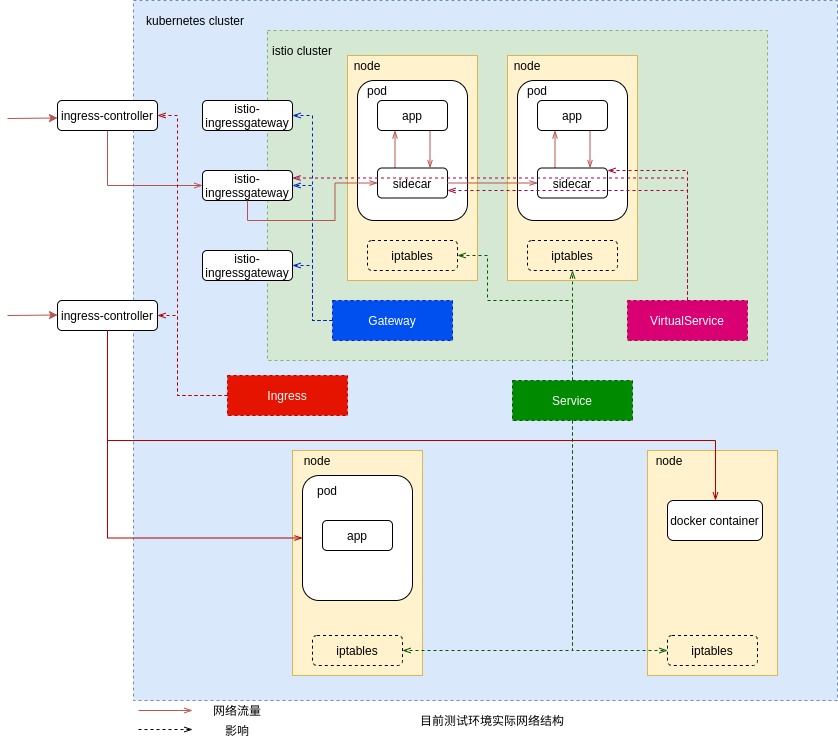 kubernetes cluster
istio cluster
node
node
pod
pod
app
app
ingress-controller
istio-
ingressgateway
istio-
ingressgateway
sidecar
sidecar
istio-
ingressgateway
iptables
iptables
ingress-controller
Gateway
VirtualService
Ingress
Service
node
node
pod
docker container
app
iptables
iptables
网络流量
影响
目前测试环境实际网络结构